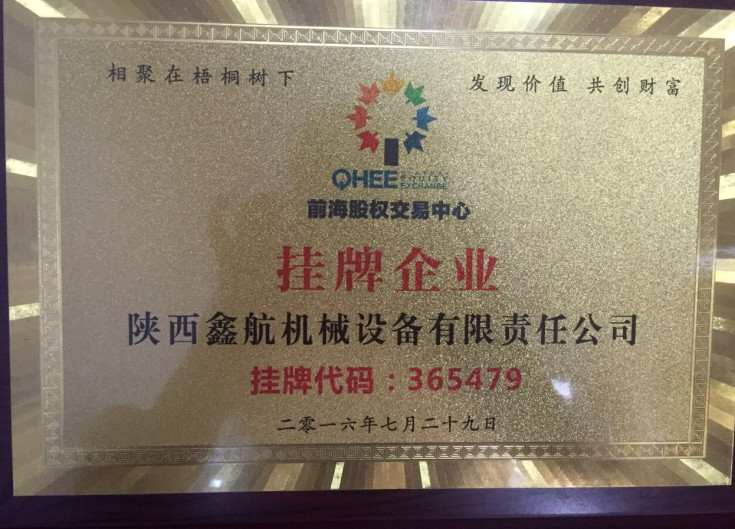 相聚在梧桐树下
发现价值 共创财富
QHEE EQUITY
EXCHANGE
前海股权交易中心
挂牌企业
陕西鑫航机械设备有限责任公司
挂牌代码：365479
二零一六年七月二十九日